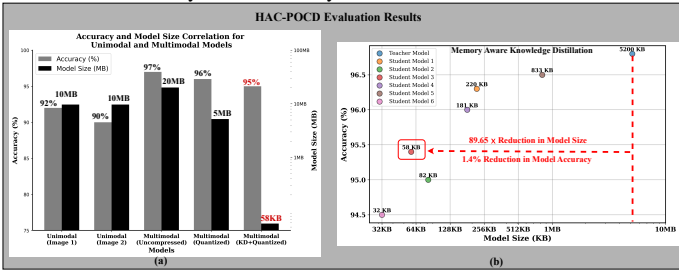 HAC-POCD Evaluation Results
Accuracy and Model Size Correlation for
Unimodal and Multimodal Models
100
95
90
85
80
75
Accuracy (%)
Accuracy (%)
Model Size (MB)
92%
10MB
90%
10MB
97%
20MB
96%
5MB
95%
58KB
100MB
10MB
1MB
Model Size (MB)
Unimodal
(Image 1)
Unimodal
(Image 2)
Multimodal
(Uncompressed)
Multimodal
(Quantized)
Multimodal
(KD+Quantized)
Models
(a)
Memory Aware Knowledge Distillation
Teacher Model
Student Model 1
Student Model 2
Student Model 3
Student Model 4
Student Model 5
Student Model 6
5200 KB
833 KB
220 KB
181 KB
58 KB
82 KB
32 KB
89.65 x Reduction in Model Size
1.4% Reduction in Model Accuracy
96.5
96.0
95.5
95.0
94.5
Accuracy (%)
32KB
64KB
128KB
256KB
512KB
1MB
10MB
Model Size (KB)
(b)